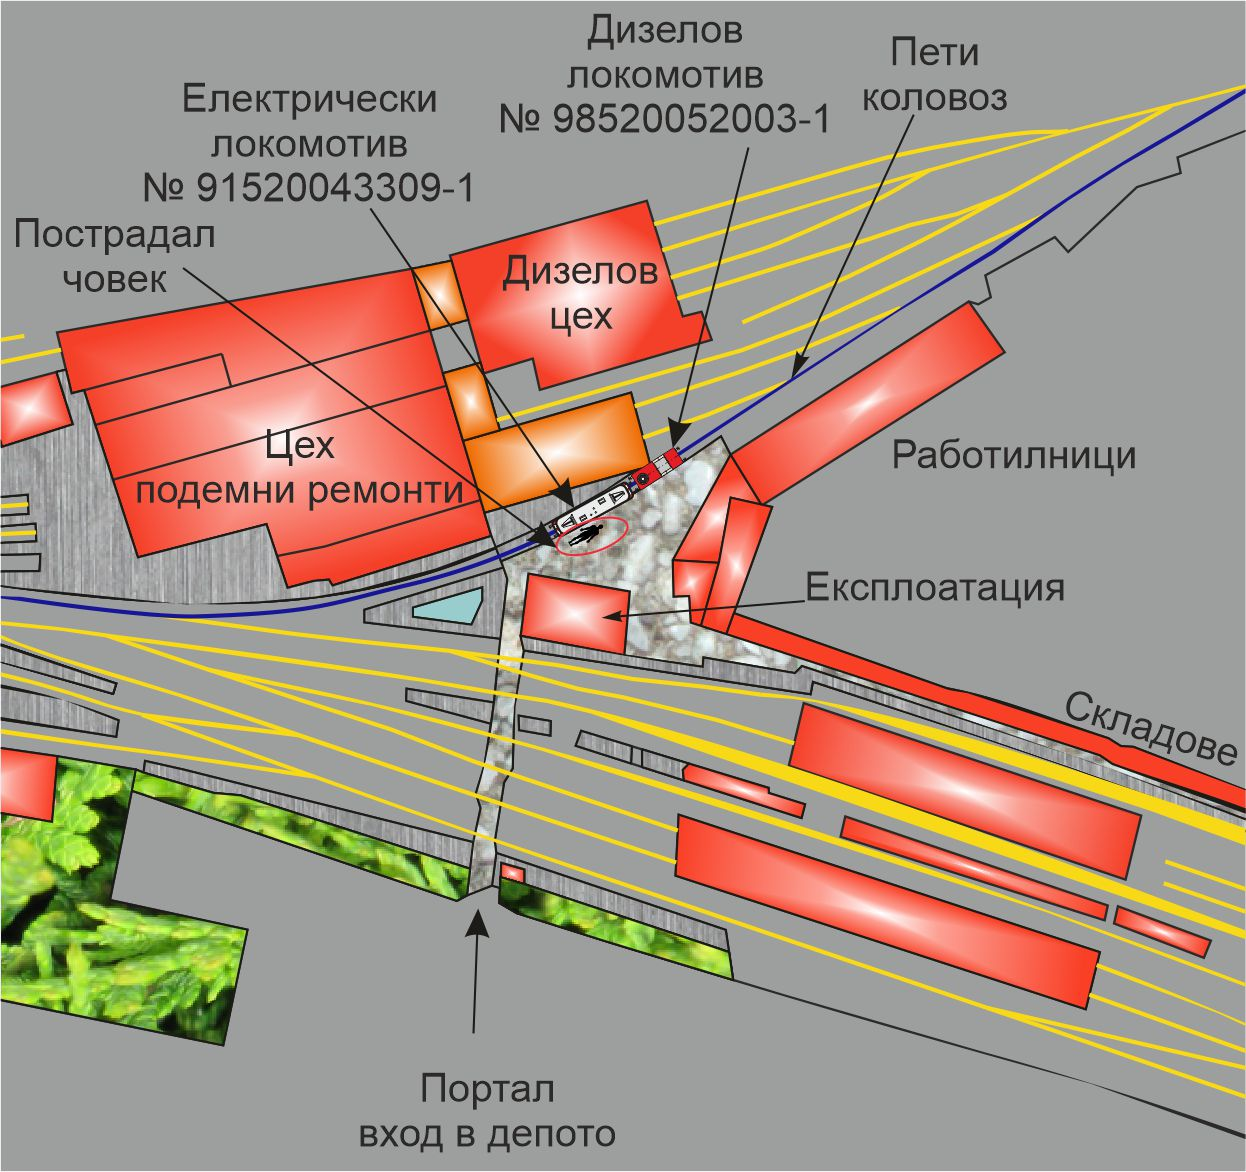 Дизелов
локомотив
№ 98520052003-1
Пети
коловоз
Електрически
локомотив
№ 91520043309-1
Пострадал
човек
Дизелов
цех
Цех
подемни ремонти
Работилници
Експлоатация
Складове
Портал
вход в депото